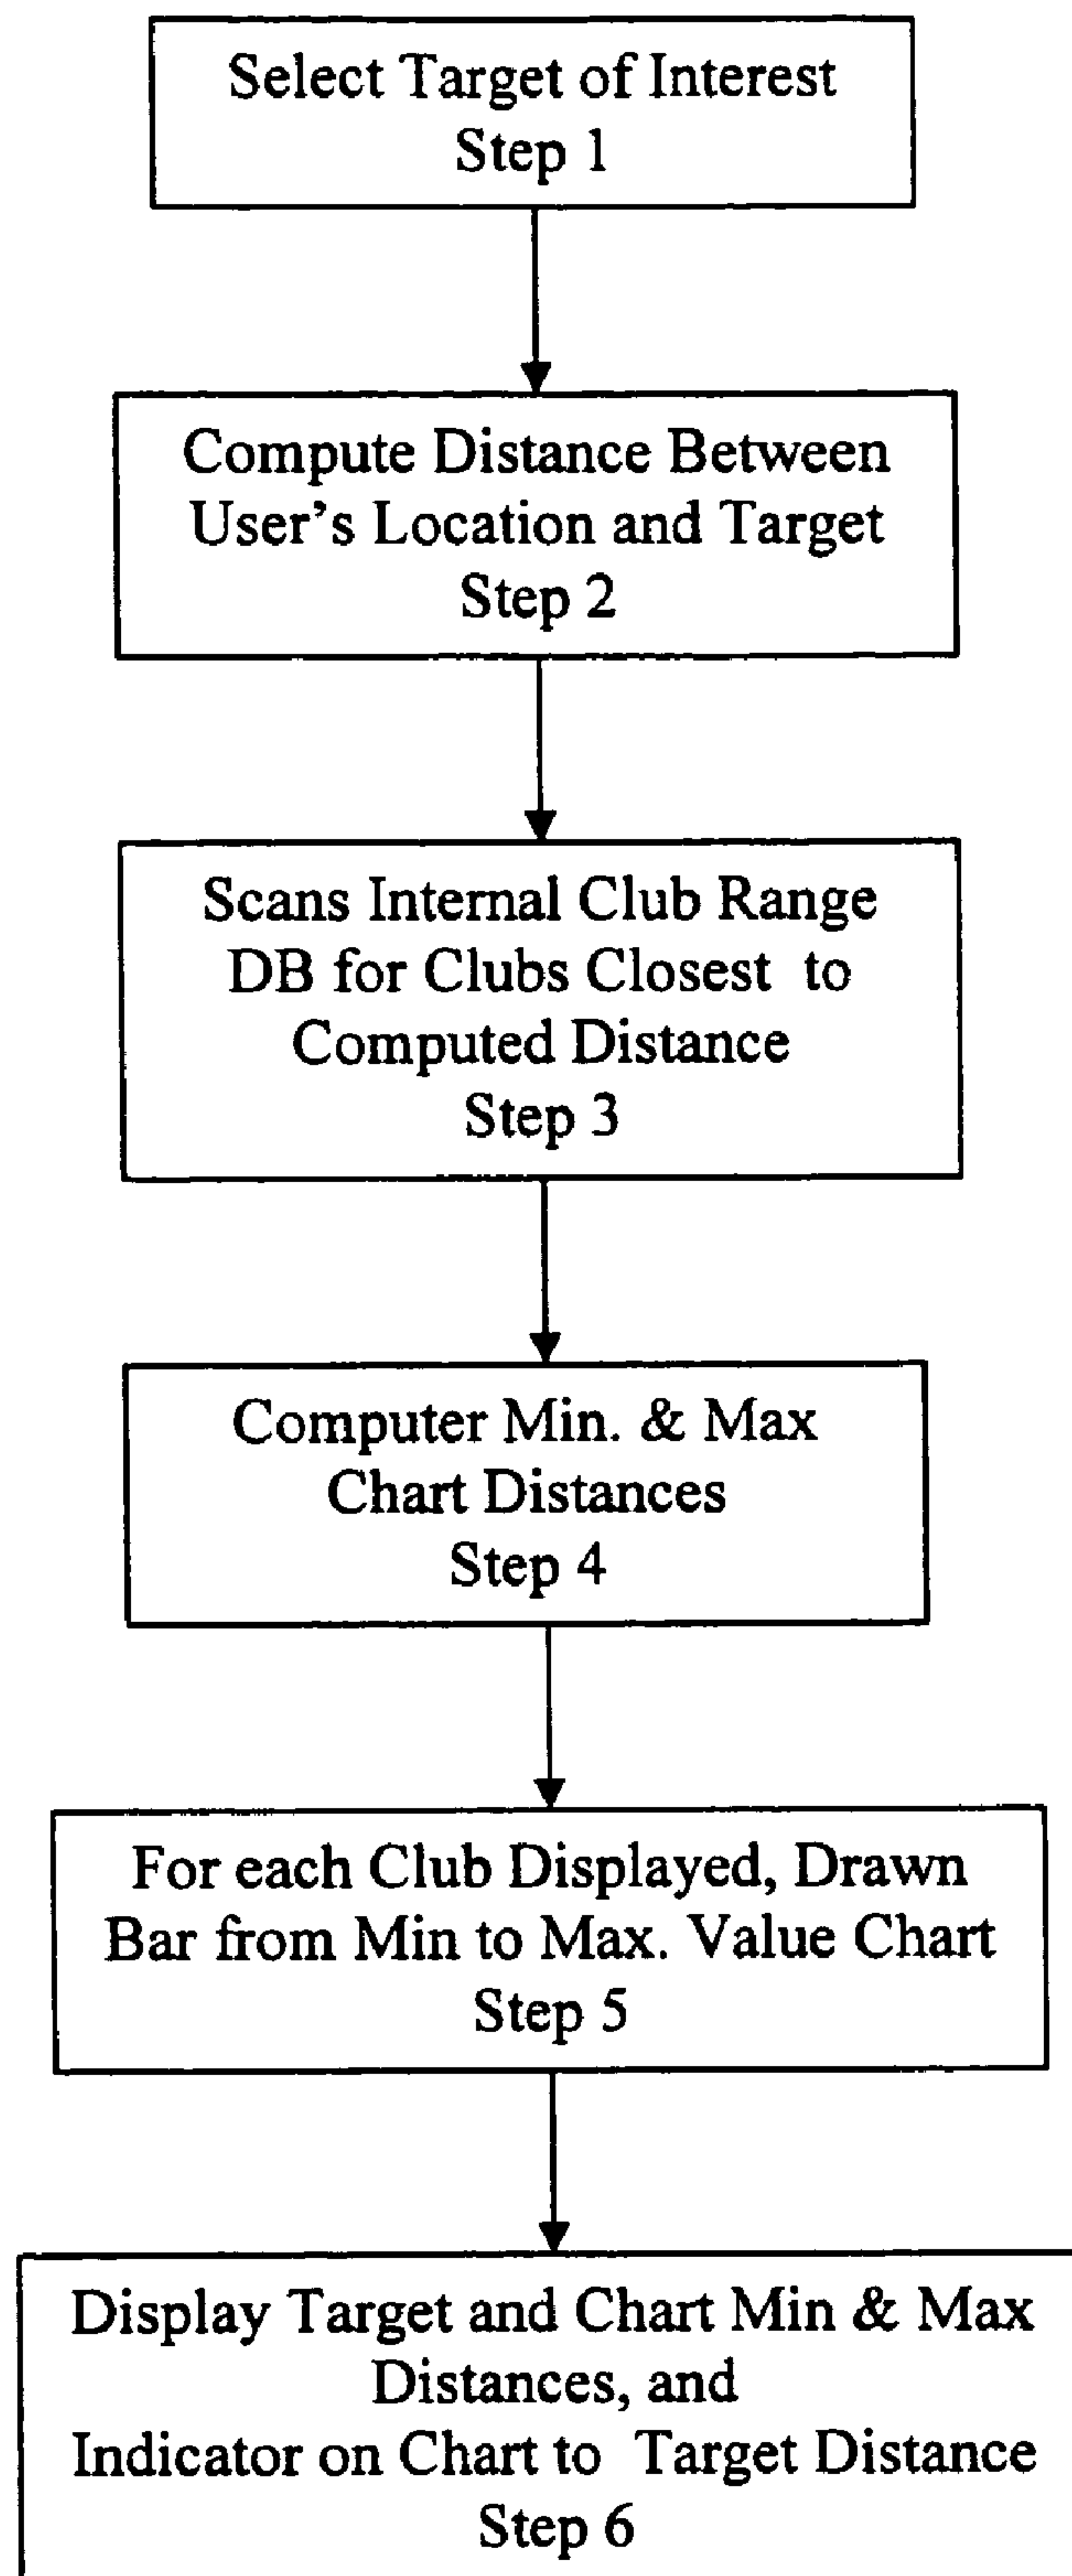 Select Target of Interest
Step 1
Compute Distance Between
User's Location and Target
Step 2
Scans Internal Club Range
DB for Clubs Closest to
Computed Distance
Step 3
Computer Min. & Max
Chart Distances
Step 4
For each Club Displayed, Drawn
Bar from Min to Max. Value Chart
Step 5
Display Target and Chart Min & Max
Distances, and
Indicator on Chart to Target Distance
Step 6